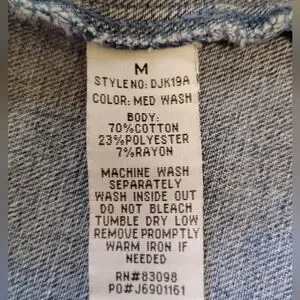 M
STYLE NO: DJK19A
COLOR: MED WASH
BODY:
70%COTTON
23%POLYESTER
7%RAYON
MACHINE WASH
SEPARATELY
WASH INSIDE OUT
DO NOT BLEACH
TUMBLE DRY LOW
REMOVE PROMPTLY
WARM IRON IF
NEEDED
RN#83098
PO#J6901161